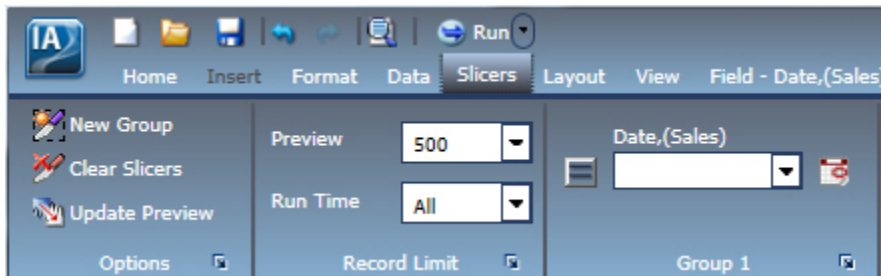 IA
Run
Home Insert Format Data Slicers Layout View Field - Date,(Sales)
New Group
Clear Slicers
Update Preview
Options
Preview 500
Run Time All
Record Limit
Date,(Sales)
Group 1